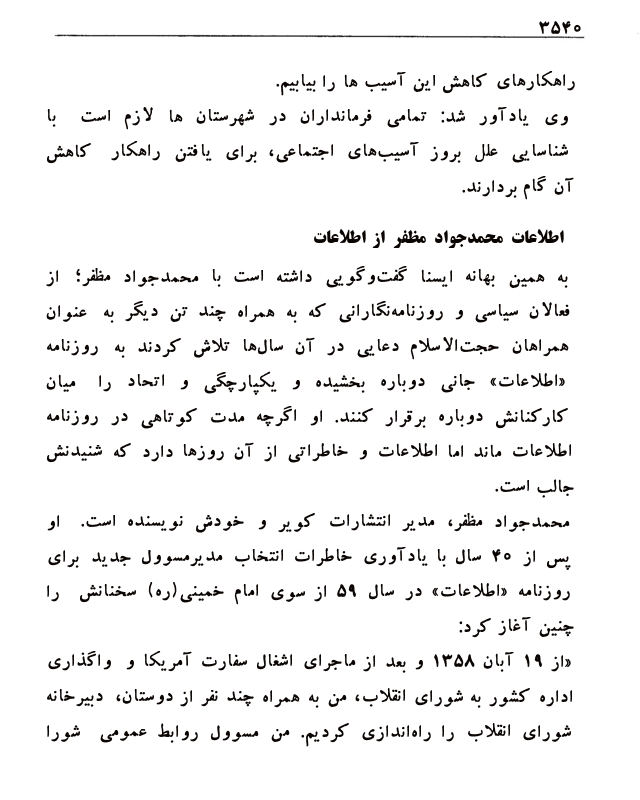 ۳۵۴۰
راهکارهای کاهش این آسیب ها را بیابیم.
وی یادآور شد: تمامی فرمانداران در شهرستان ها لازم است با
شناسایی علل بروز آسیب‌های اجتماعی، برای یافتن راهکار کاهش
آن گام بردارند.
اطلاعات محمدجواد مظفر از اطلاعات
به همین بهانه ایسنا گفت‌وگویی داشته است با محمدجواد مظفر؛ از
فعالان سیاسی و روزنامه‌نگارانی که به همراه چند تن دیگر به عنوان
همراهان حجت‌الاسلام دعایی در آن سال‌ها تلاش کردند به روزنامه
«اطلاعات» جانی دوباره بخشیده و یکپارچگی و اتحاد را میان
کارکنانش دوباره برقرار کنند. او اگرچه مدت کوتاهی در روزنامه
اطلاعات ماند اما اطلاعات و خاطراتی از آن روزها دارد که شنیدنش
جالب است.
محمدجواد مظفر، مدیر انتشارات کویر و خودش نویسنده است. او
پس از ۴۰ سال با یادآوری خاطرات انتخاب مدیرمسوول جدید برای
روزنامه «اطلاعات» در سال ۵۹ از سوی امام خمینی(ره) سخنانش را
چنین آغاز کرد:
«از ۱۹ آبان ۱۳۵۸ و بعد از ماجرای اشغال سفارت آمریکا و واگذاری
اداره کشور به شورای انقلاب، من به همراه چند نفر از دوستان، دبیرخانه
شورای انقلاب را راه‌اندازی کردیم. من مسوول روابط عمومی شورا